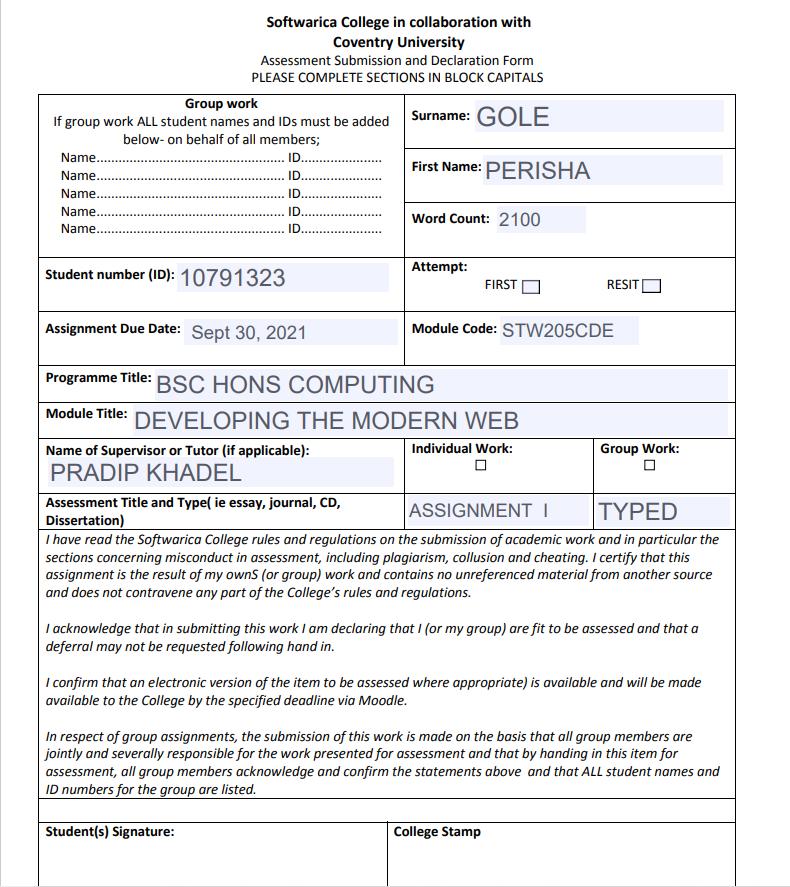 Softwarica College in collaboration with
Coventry University
Assessment Submission and Declaration Form
PLEASE COMPLETE SECTIONS IN BLOCK CAPITALS
Group work
If group work ALL student names and IDs must be added
below- on behalf of all members;
Name............................................... ID.....................
Name............................................... ID.....................
Name............................................... ID.....................
Name............................................... ID.....................
Name............................................... ID.....................
Surname: GOLE
First Name: PERISHA
Word Count: 2100
Student number (ID): 10791323
Attempt:
FIRST RESIT
Assignment Due Date: Sept 30, 2021
Module Code: STW205CDE
Programme Title: BSC HONS COMPUTING
Module Title: DEVELOPING THE MODERN WEB
Name of Supervisor or Tutor (if applicable):
PRADIP KHADEL
Individual Work:
Group Work:
Assessment Title and Type( ie essay, journal, CD,
Dissertation)
ASSIGNMENT I
TYPED
I have read the Softwarica College rules and regulations on the submission of academic work and in particular the
sections concerning misconduct in assessment, including plagiarism, collusion and cheating. I certify that this
assignment is the result of my ownS (or group) work and contains no unreferenced material from another source
and does not contravene any part of the College's rules and regulations.
I acknowledge that in submitting this work I am declaring that I (or my group) are fit to be assessed and that a
deferral may not be requested following hand in.
I confirm that an electronic version of the item to be assessed where appropriate) is available and will be made
available to the College by the specified deadline via Moodle.
In respect of group assignments, the submission of this work is made on the basis that all group members are
jointly and severally responsible for the work presented for assessment and that by handing in this item for
assessment, all group members acknowledge and confirm the statements above and that ALL student names and
ID numbers for the group are listed.
Student(s) Signature:
College Stamp